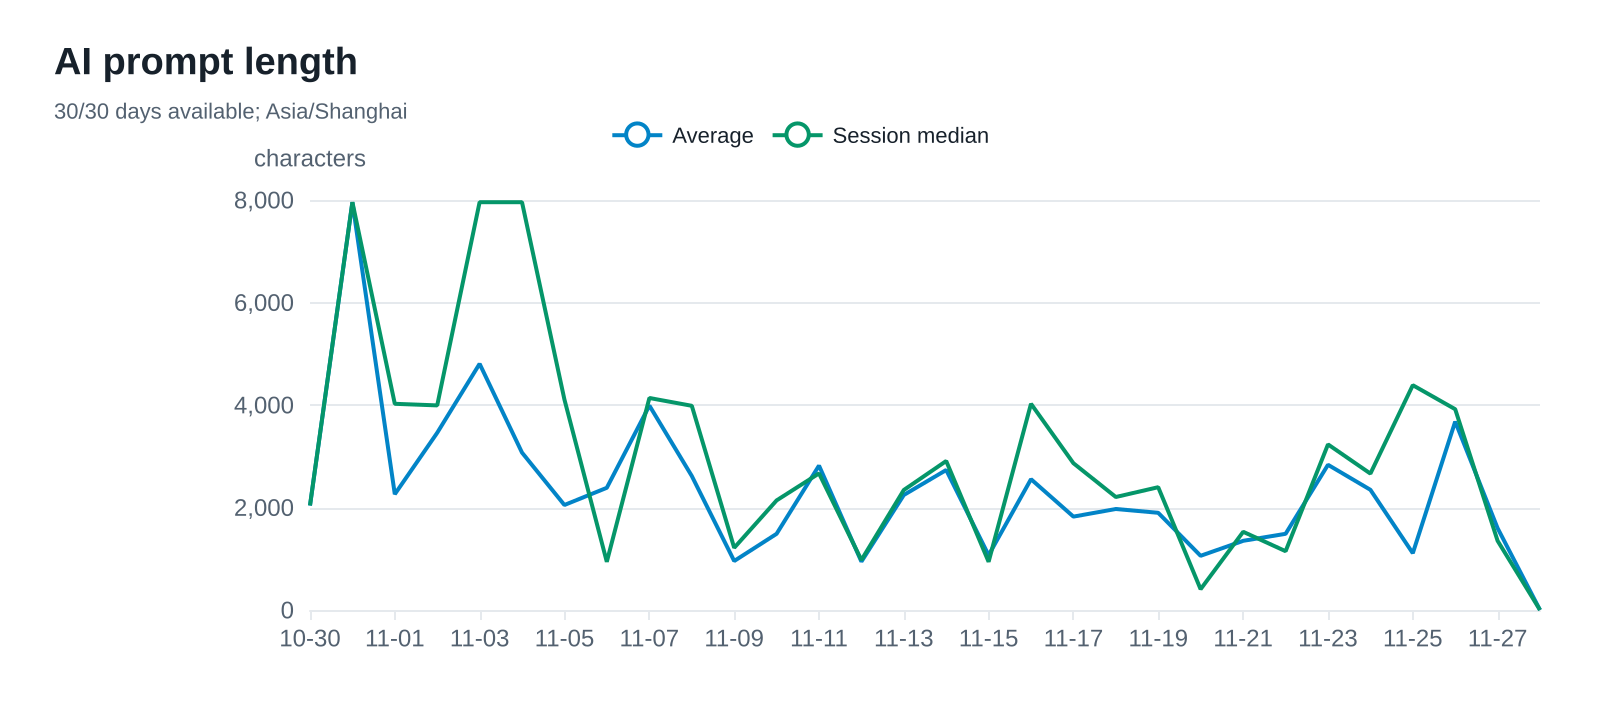 AI prompt length
30/30 days available; Asia/Shanghai
Average
Session median
characters
8,000
6,000
4,000
2,000
0
10-30 11-01 11-03 11-05 11-07 11-09 11-11 11-13 11-15 11-17 11-19 11-21 11-23 11-25 11-27